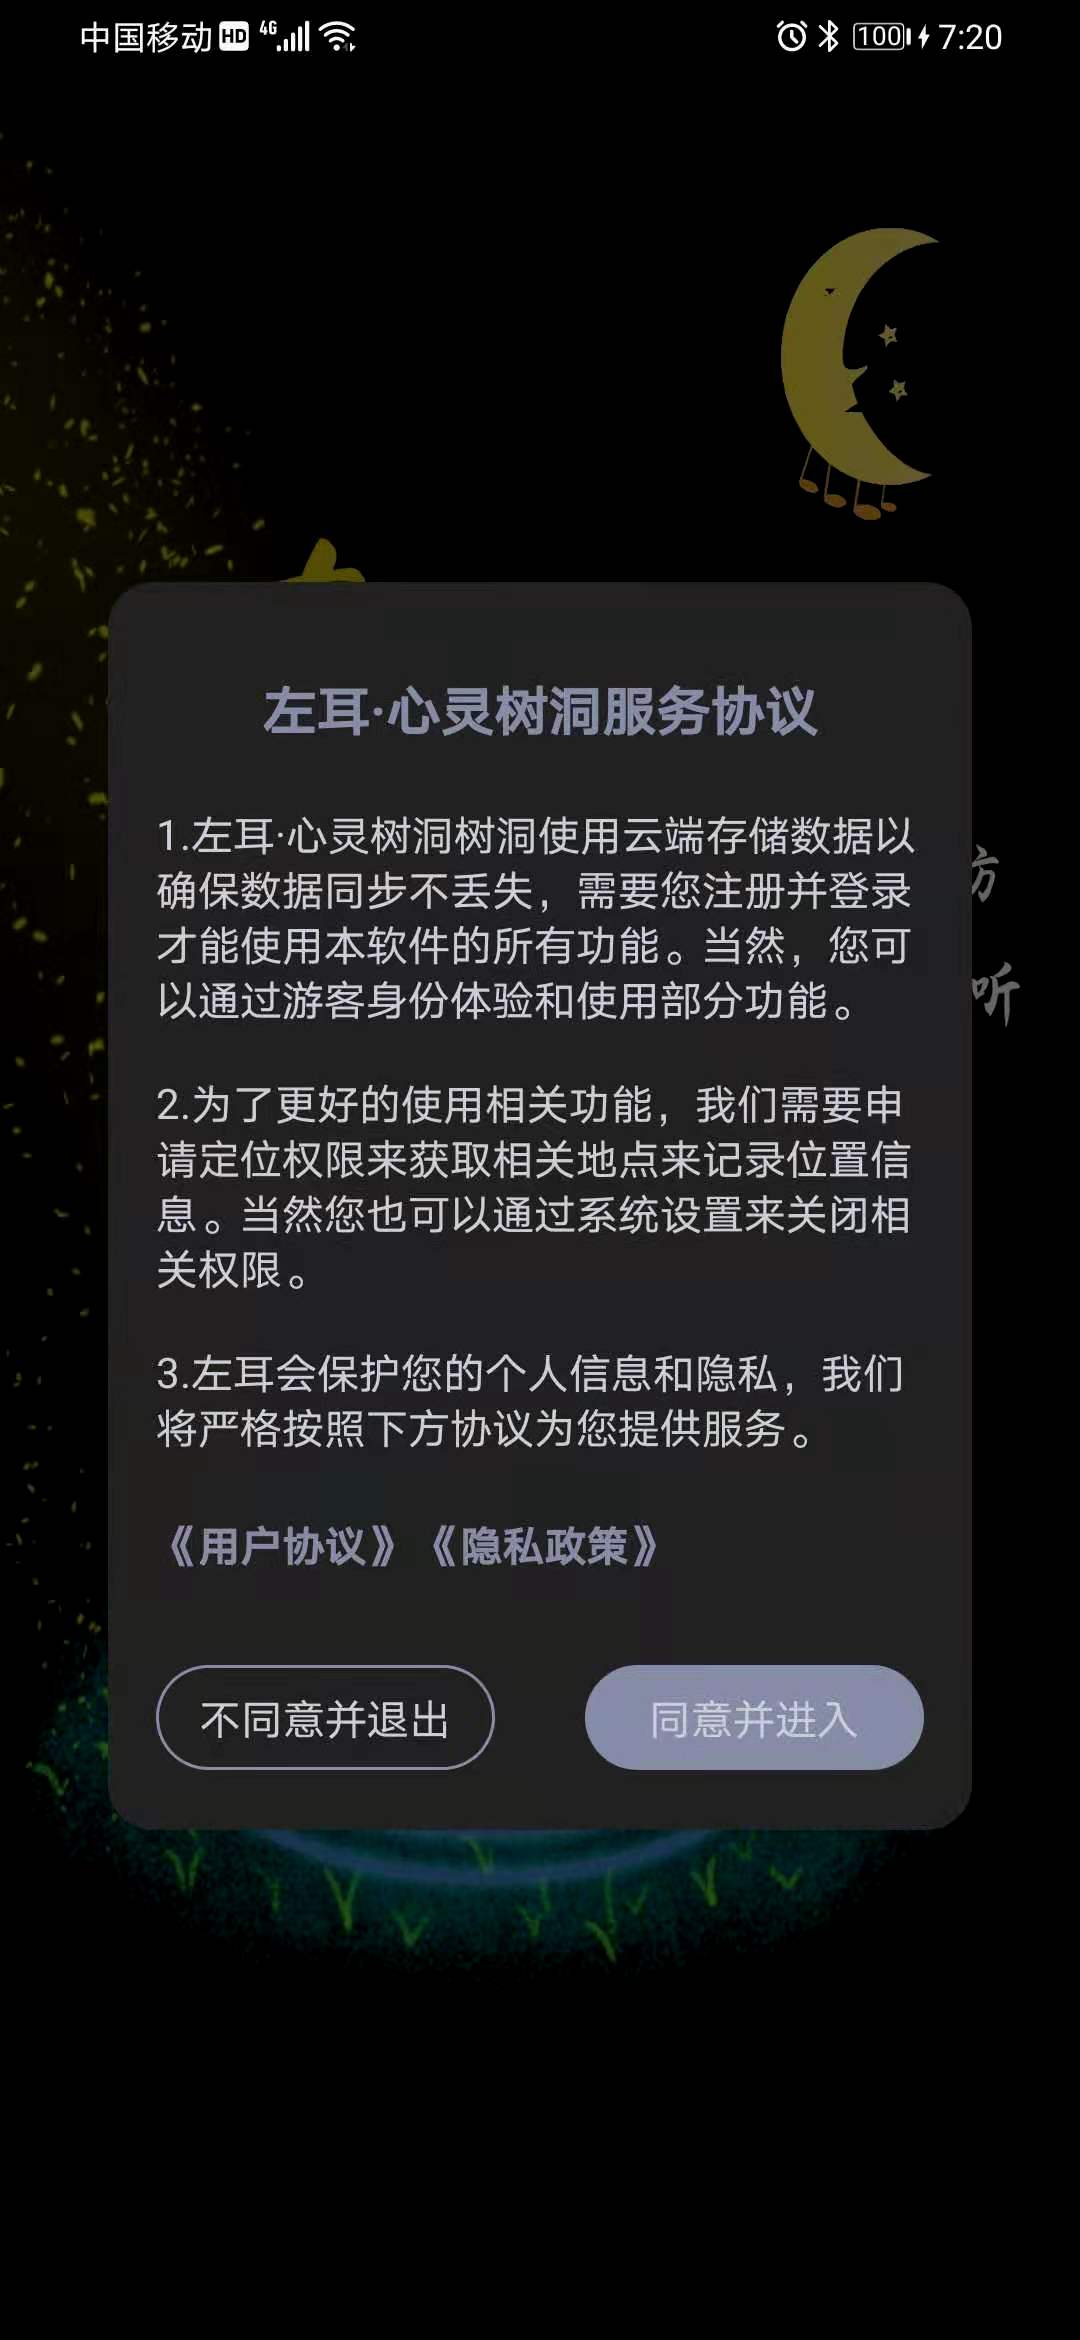 中国移动 HD 4G 100 7:20
左耳·心灵树洞服务协议
1.左耳·心灵树洞树洞使用云端存储数据以
确保数据同步不丢失，需要您注册并登录
才能使用本软件的所有功能。当然，您可
以通过游客身份体验和使用部分功能。
2.为了更好的使用相关功能，我们需要申
请定位权限来获取相关地点来记录位置信
息。当然您也可以通过系统设置来关闭相
关权限。
3.左耳会保护您的个人信息和隐私，我们
将严格按照下方协议为您提供服务。
《用户协议》《隐私政策》
不同意并退出 同意并进入
听